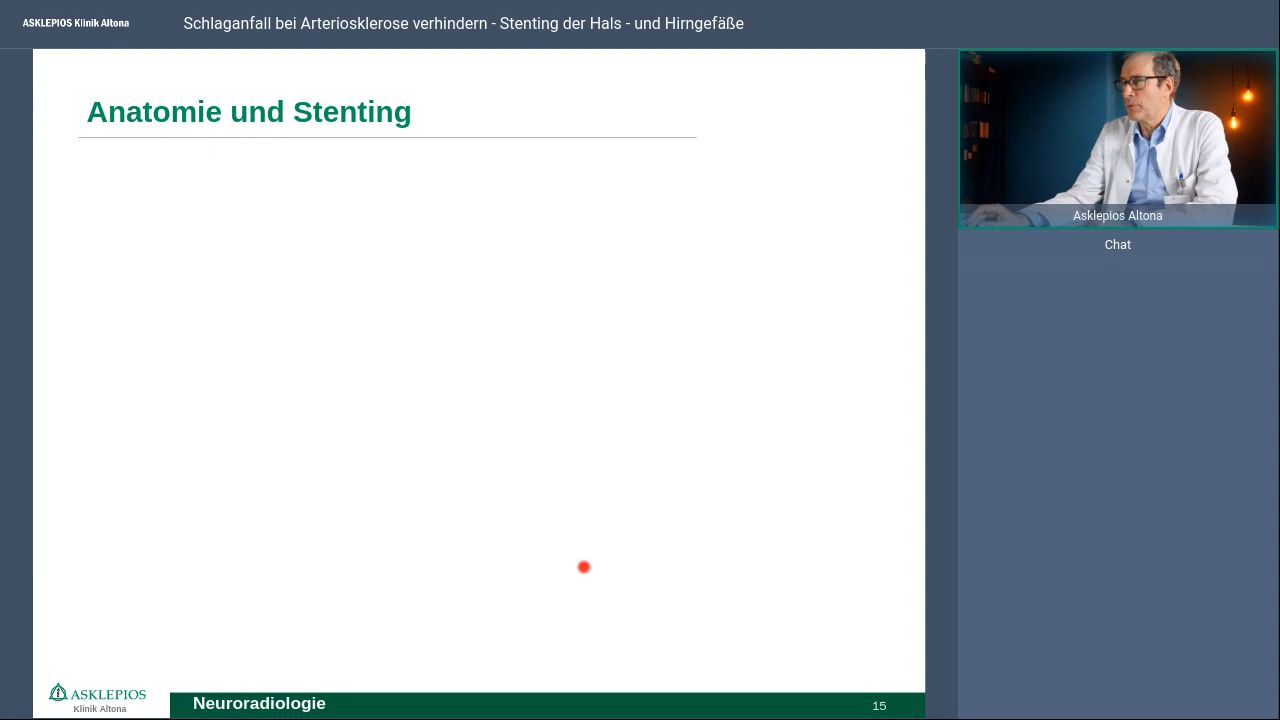 ASKLEPIOS Klinik Altona
Schlaganfall bei Arteriosklerose verhindern - Stenting der Hals - und Hirngefäße
Anatomie und Stenting
Asklepios Altona
Chat
ASKLEPIOS
Klinik Altona
Neuroradiologie
15